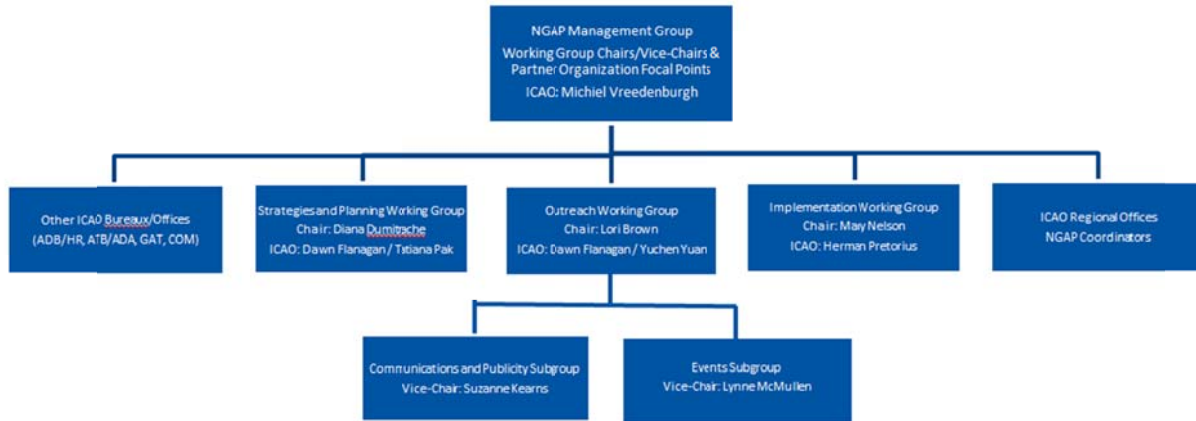 NGAP Management Group
Working Group Chairs/Vice-Chairs &
Partner Organization Focal Points
ICAO: Michiel Vreedenburgh
Other ICAO Bureaux/Offices
(ADB/HR, ATB/ADA, GAT, COM)
Strategies and Planning Working Group
Chair: Diana Dumitrache
ICAO: Dawn Flanagan / Tatiana Pak
Outreach Working Group
Chair: Lori Brown
ICAO: Dawn Flanagan / Yuchen Yuan
Implementation Working Group
Chair: Mary Nelson
ICAO: Herman Pretorius
ICAO Regional Offices
NGAP Coordinators
Communications and Publicity Subgroup
Vice-Chair: Suzanne Kearns
Events Subgroup
Vice-Chair: Lynne McMullen